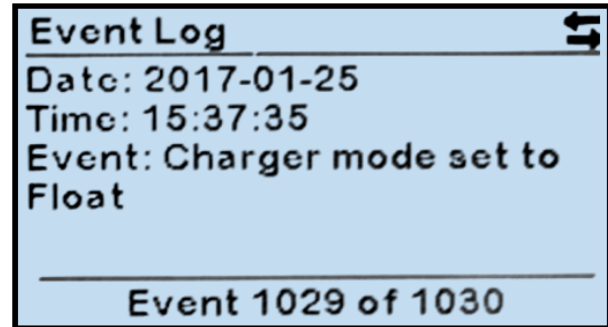 Event Log
Date: 2017-01-25
Time: 15:37:35
Event: Charger mode set to
Float
Event 1029 of 1030